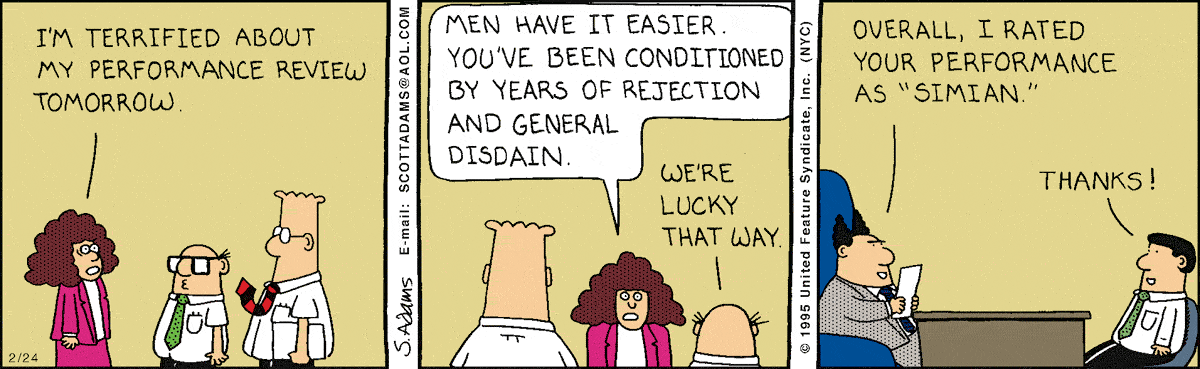 I'M TERRIFIED ABOUT
MY PERFORMANCE REVIEW
TOMORROW.
2/24
S. Adams
E-mail: SCOTTADAMS@AOL.COM
MEN HAVE IT EASIER.
YOU'VE BEEN CONDITIONED
BY YEARS OF REJECTION
AND GENERAL
DISDAIN.
WE'RE
LUCKY
THAT WAY.
© 1995 United Feature Syndicate, Inc. (NYC)
OVERALL, I RATED
YOUR PERFORMANCE
AS "SIMIAN."
THANKS!